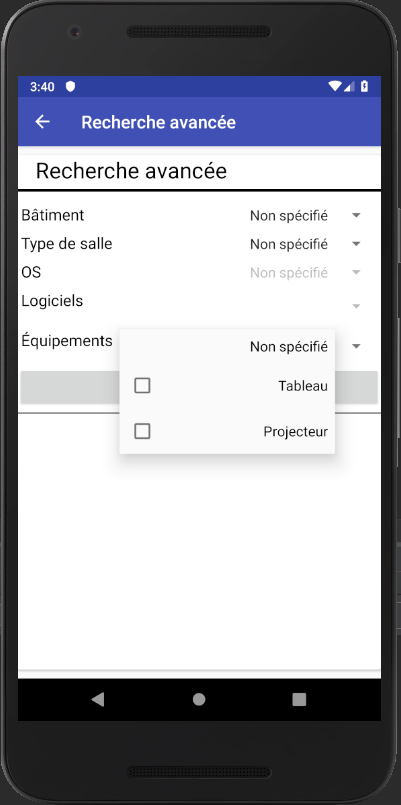 3:40
Recherche avancée
Recherche avancée
Bâtiment Non spécifié
Type de salle Non spécifié
OS Non spécifié
Logiciels
Équipements Non spécifié
Tableau
Projecteur